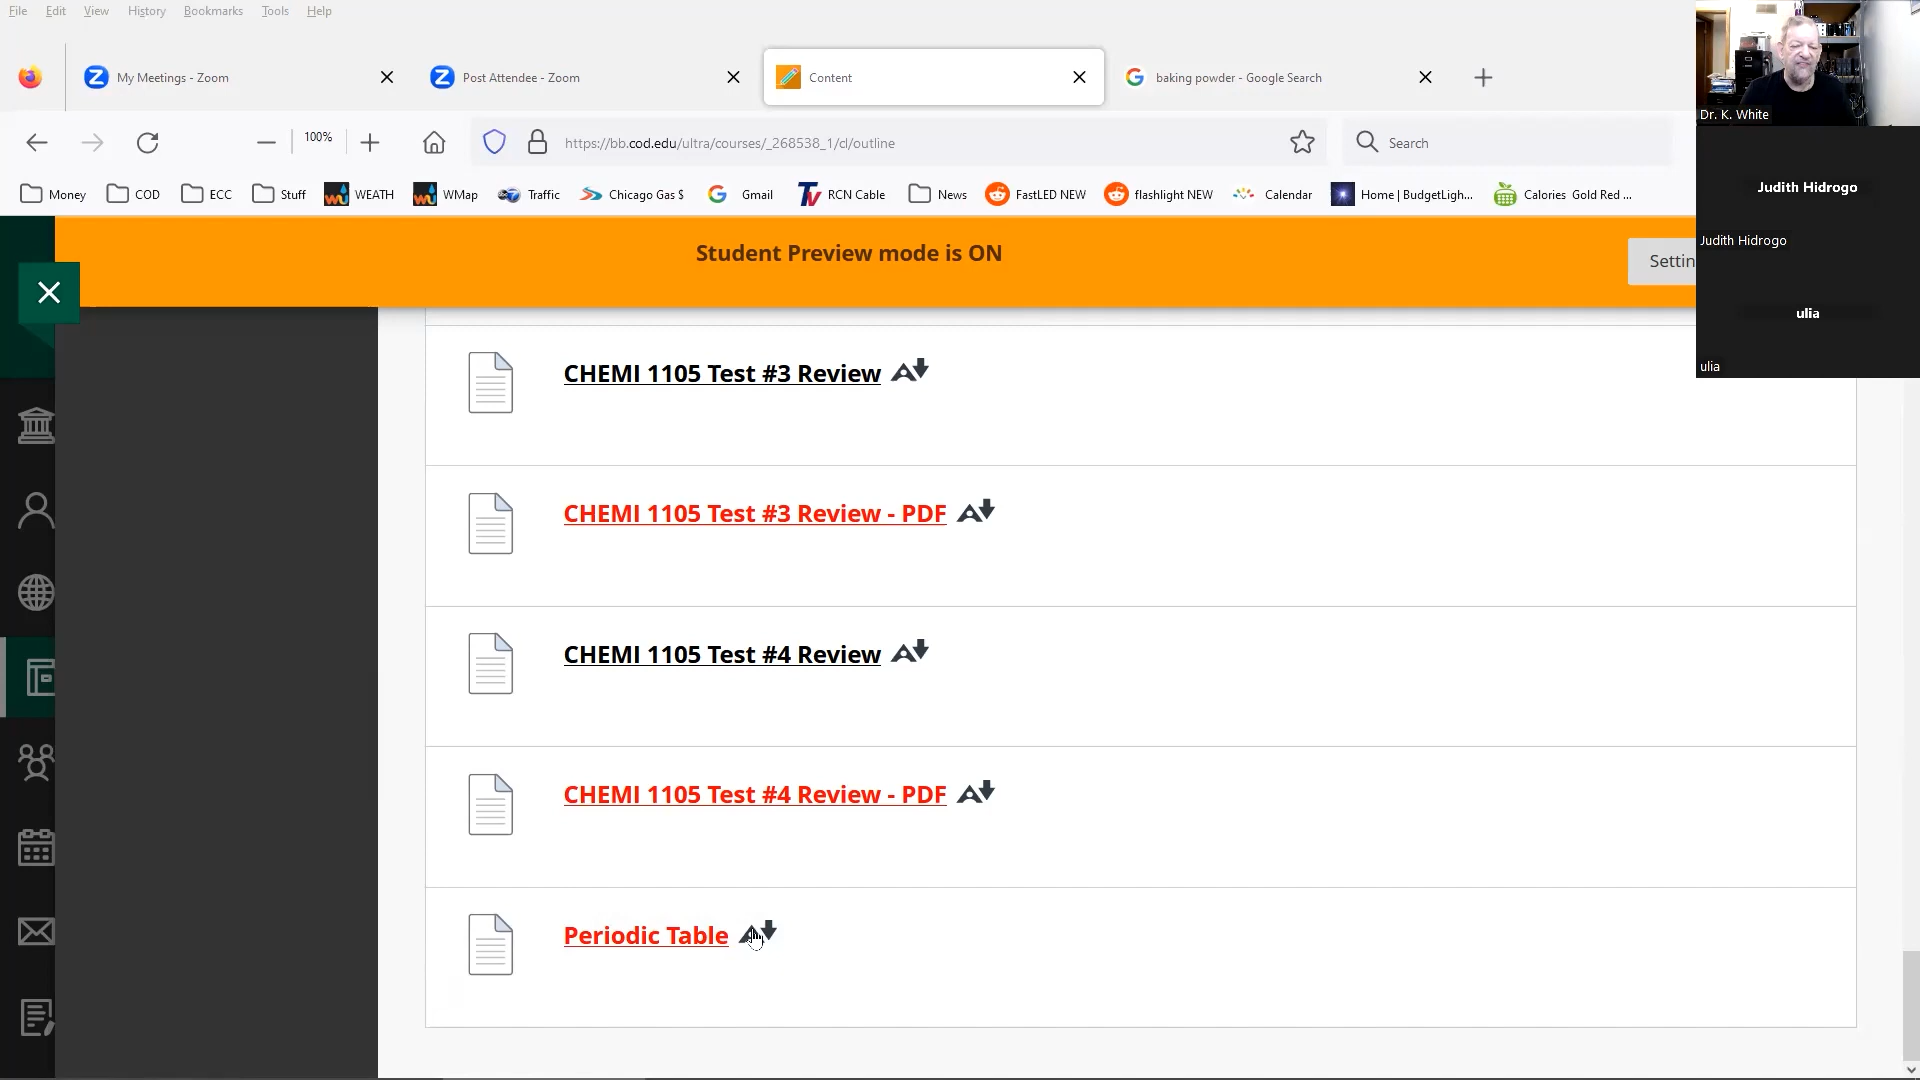 File Edit View History Bookmarks Tools Help
My Meetings - Zoom
Post Attendee - Zoom
Content
baking powder - Google Search
100%
https://bb.cod.edu/ultra/courses/_268538_1/cl/outline
Search
Money COD ECC Stuff WEATH WMap Traffic Chicago Gas $ Gmail RCN Cable News FastLED NEW flashlight NEW Calendar Home | BudgetLigh... Calories Gold Red ...
Student Preview mode is ON
Settin
Dr. K. White
Judith Hidrogo
Judith Hidrogo
ulia
ulia
CHEMI 1105 Test #3 Review
CHEMI 1105 Test #3 Review - PDF
CHEMI 1105 Test #4 Review
CHEMI 1105 Test #4 Review - PDF
Periodic Table